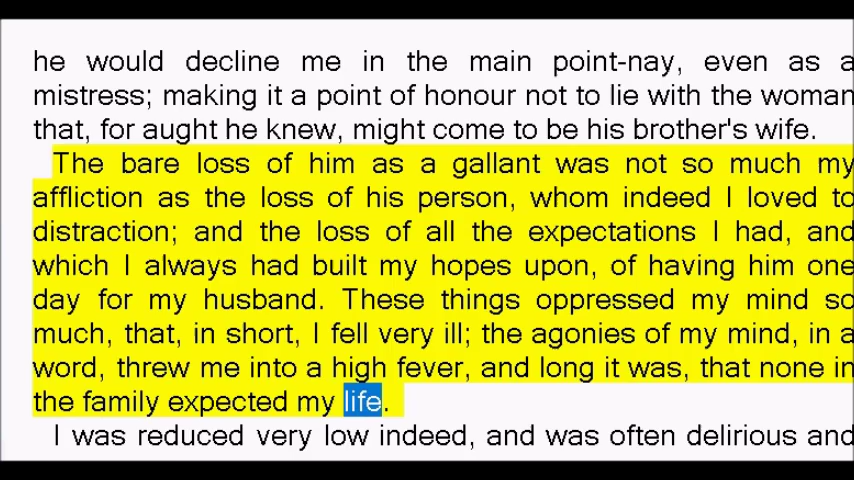 he would decline me in the main point-nay, even as a
mistress; making it a point of honour not to lie with the woman
that, for aught he knew, might come to be his brother's wife.
The bare loss of him as a gallant was not so much my
affliction as the loss of his person, whom indeed I loved to
distraction; and the loss of all the expectations I had, and
which I always had built my hopes upon, of having him one
day for my husband. These things oppressed my mind so
much, that, in short, I fell very ill; the agonies of my mind, in a
word, threw me into a high fever, and long it was, that none in
the family expected my life.
I was reduced very low indeed, and was often delirious and